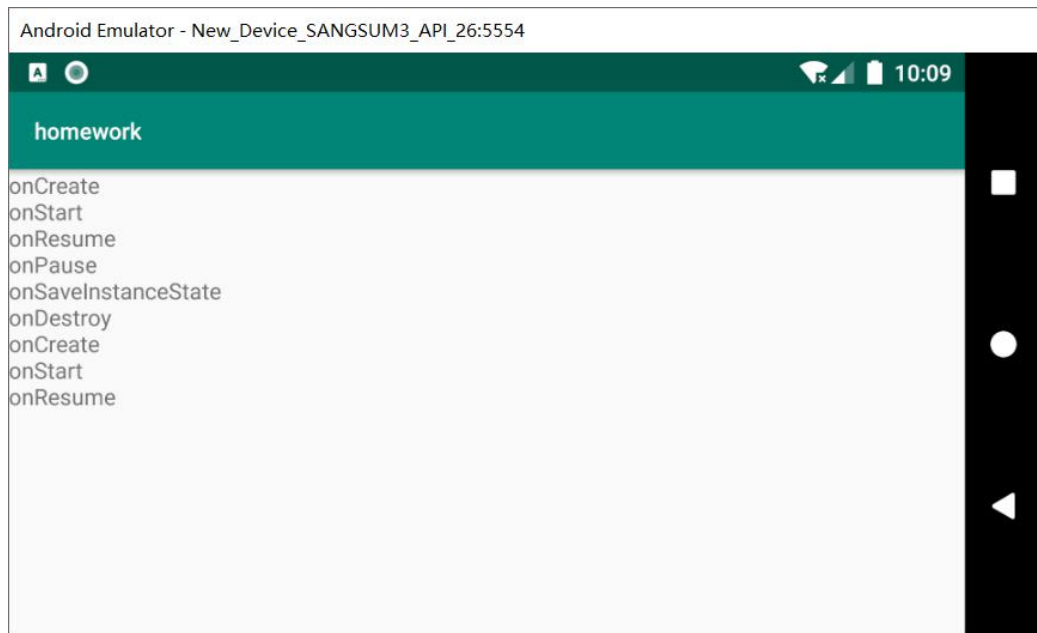 Android Emulator - New_Device_SANGSUM3_API_26:5554
10:09
homework
onCreate
onStart
onResume
onPause
onSaveInstanceState
onDestroy
onCreate
onStart
onResume